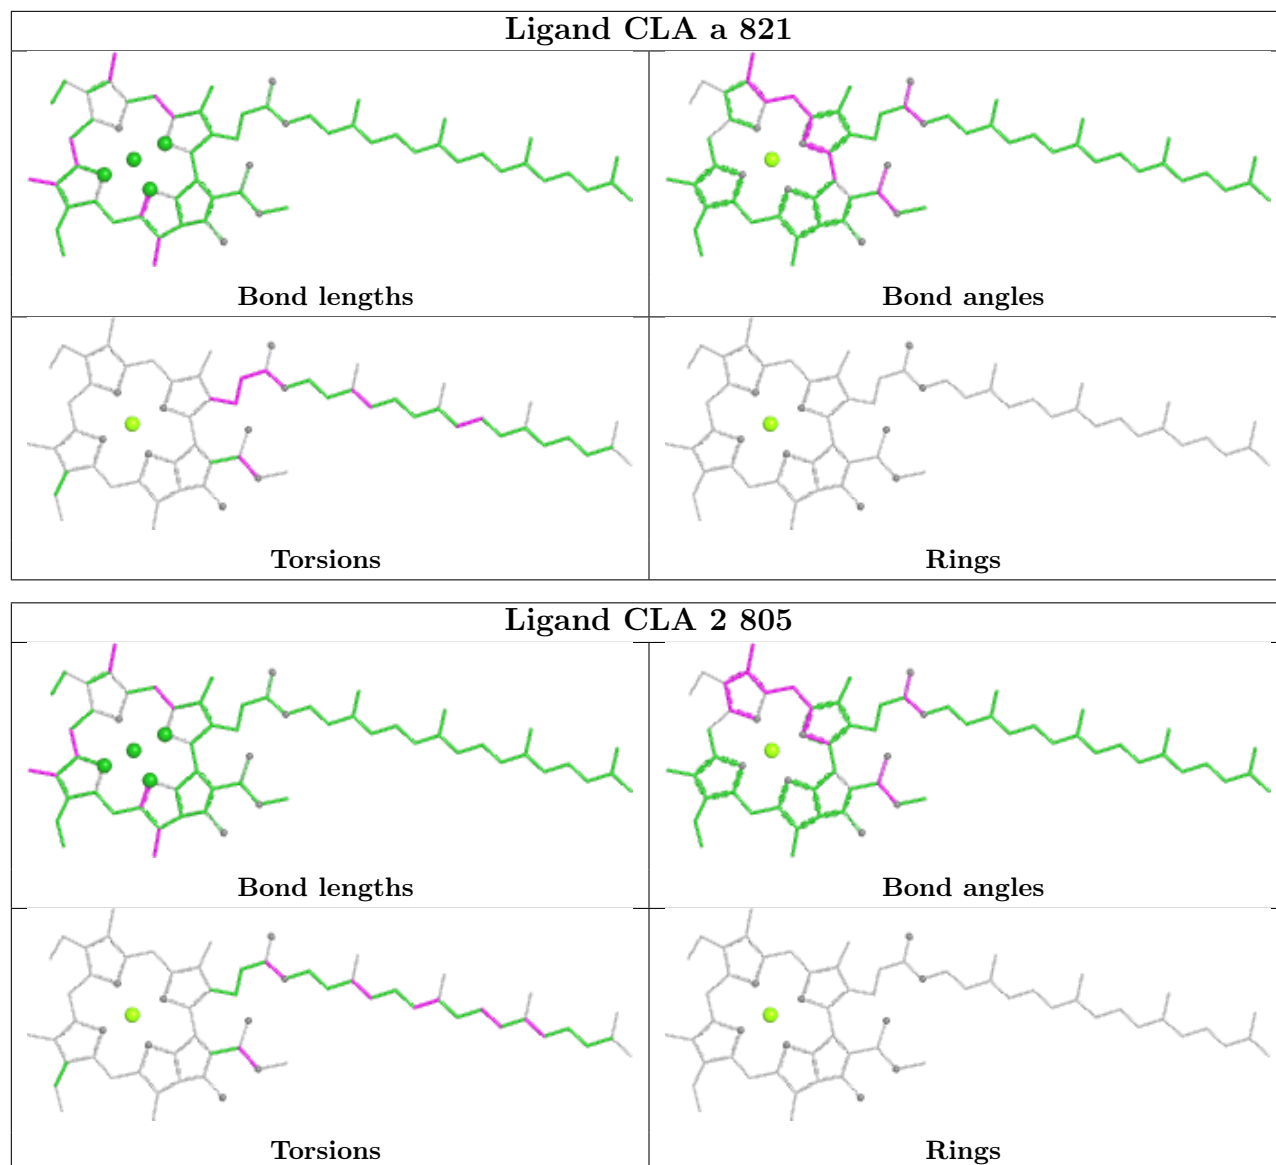 Ligand CLA a 821
Bond lengths
Bond angles
Torsions
Rings
Ligand CLA 2 805
Bond lengths
Bond angles
Torsions
Rings